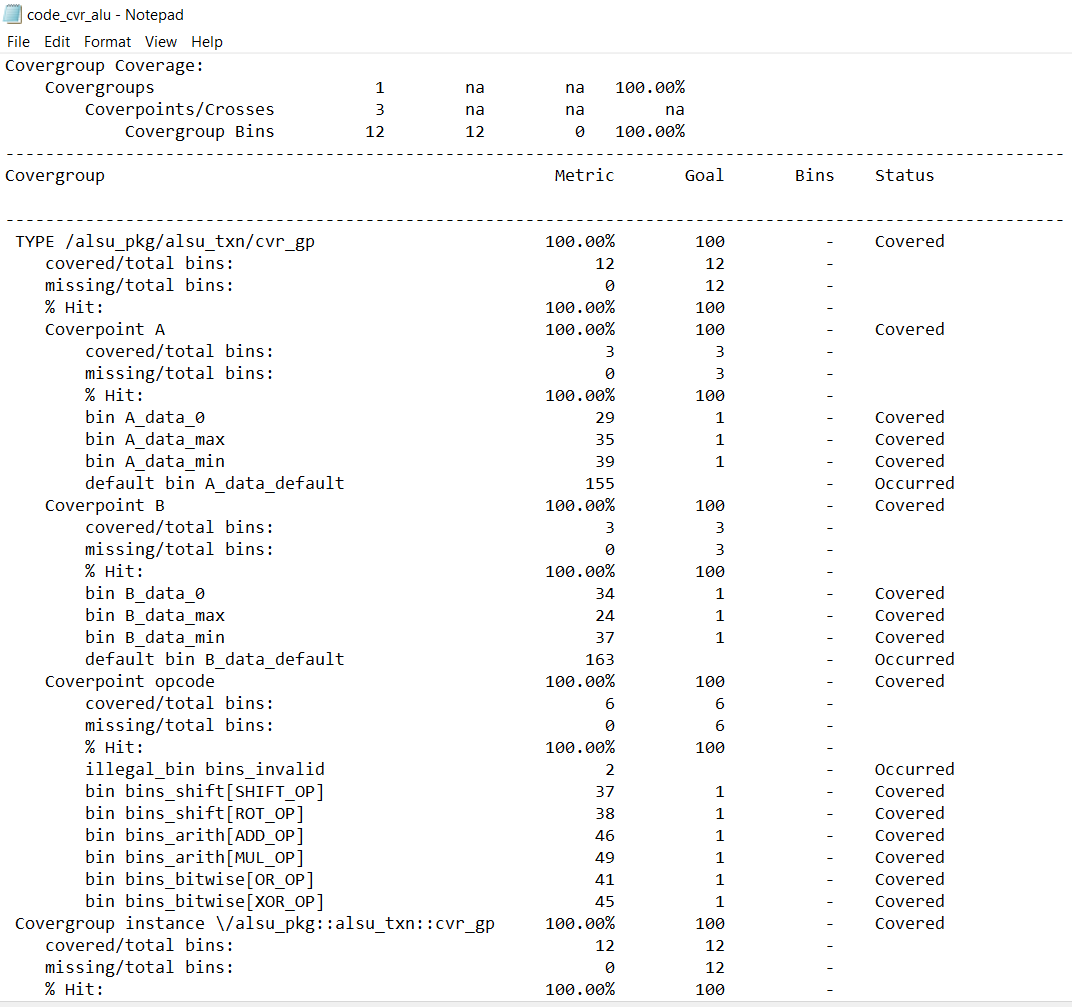 code_cvr_alu - Notepad
File Edit Format View Help
Covergroup Coverage:
Covergroups 1 na na 100.00%
Coverpoints/Crosses 3 na na na
Covergroup Bins 12 12 0 100.00%
----------------------------------------------------------------------------------------------------------
Covergroup Metric Goal Bins Status
----------------------------------------------------------------------------------------------------------
TYPE /alsu_pkg/alsu_txn/cvr_gp 100.00% 100 - Covered
covered/total bins: 12 12 -
missing/total bins: 0 12 -
% Hit: 100.00% 100 -
Coverpoint A 100.00% 100 - Covered
covered/total bins: 3 3 -
missing/total bins: 0 3 -
% Hit: 100.00% 100 -
bin A_data_0 29 1 - Covered
bin A_data_max 35 1 - Covered
bin A_data_min 39 1 - Covered
default bin A_data_default 155 - Occurred
Coverpoint B 100.00% 100 - Covered
covered/total bins: 3 3 -
missing/total bins: 0 3 -
% Hit: 100.00% 100 -
bin B_data_0 34 1 - Covered
bin B_data_max 24 1 - Covered
bin B_data_min 37 1 - Covered
default bin B_data_default 163 - Occurred
Coverpoint opcode 100.00% 100 - Covered
covered/total bins: 6 6 -
missing/total bins: 0 6 -
% Hit: 100.00% 100 -
illegal_bin bins_invalid 2 - Occurred
bin bins_shift[SHIFT_OP] 37 1 - Covered
bin bins_shift[ROT_OP] 38 1 - Covered
bin bins_arith[ADD_OP] 46 1 - Covered
bin bins_arith[MUL_OP] 49 1 - Covered
bin bins_bitwise[OR_OP] 41 1 - Covered
bin bins_bitwise[XOR_OP] 45 1 - Covered
Covergroup instance \/alsu_pkg::alsu_txn::cvr_gp 100.00% 100 - Covered
covered/total bins: 12 12 -
missing/total bins: 0 12 -
% Hit: 100.00% 100 -